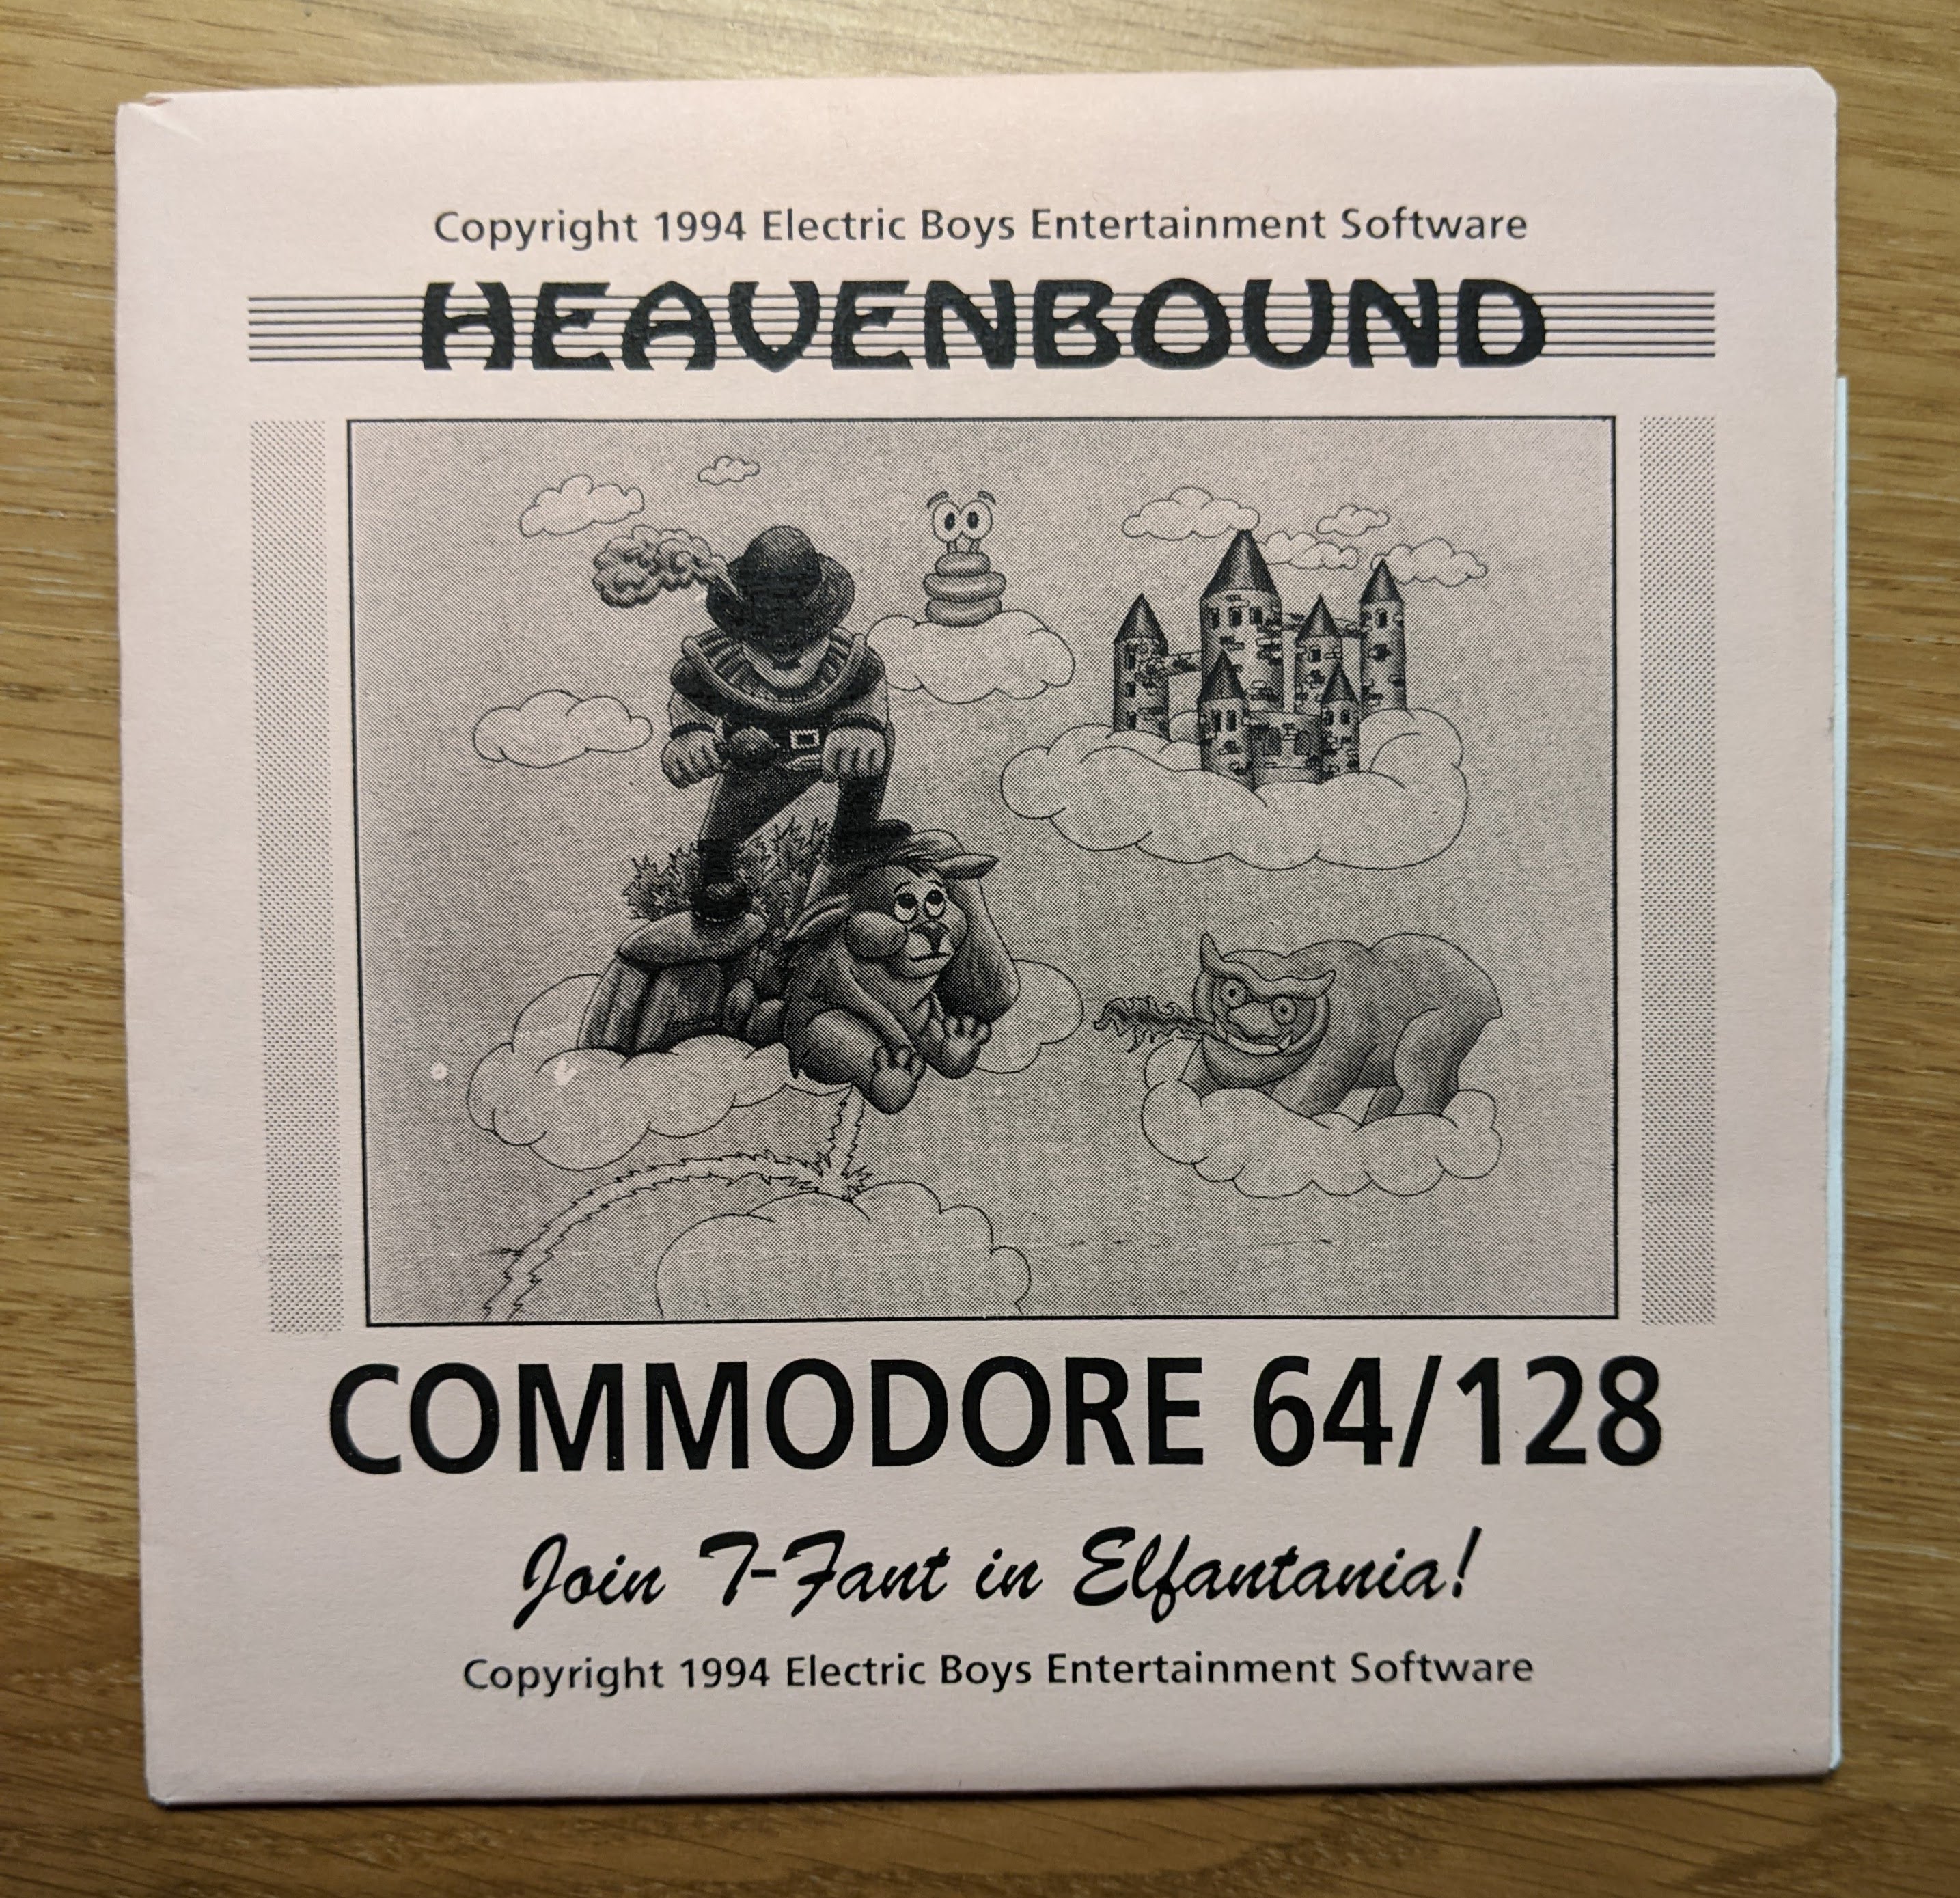 Copyright 1994 Electric Boys Entertainment Software
HEAVENBOUND
COMMODORE 64/128
Join T-Fant in Elfantania!
Copyright 1994 Electric Boys Entertainment Software